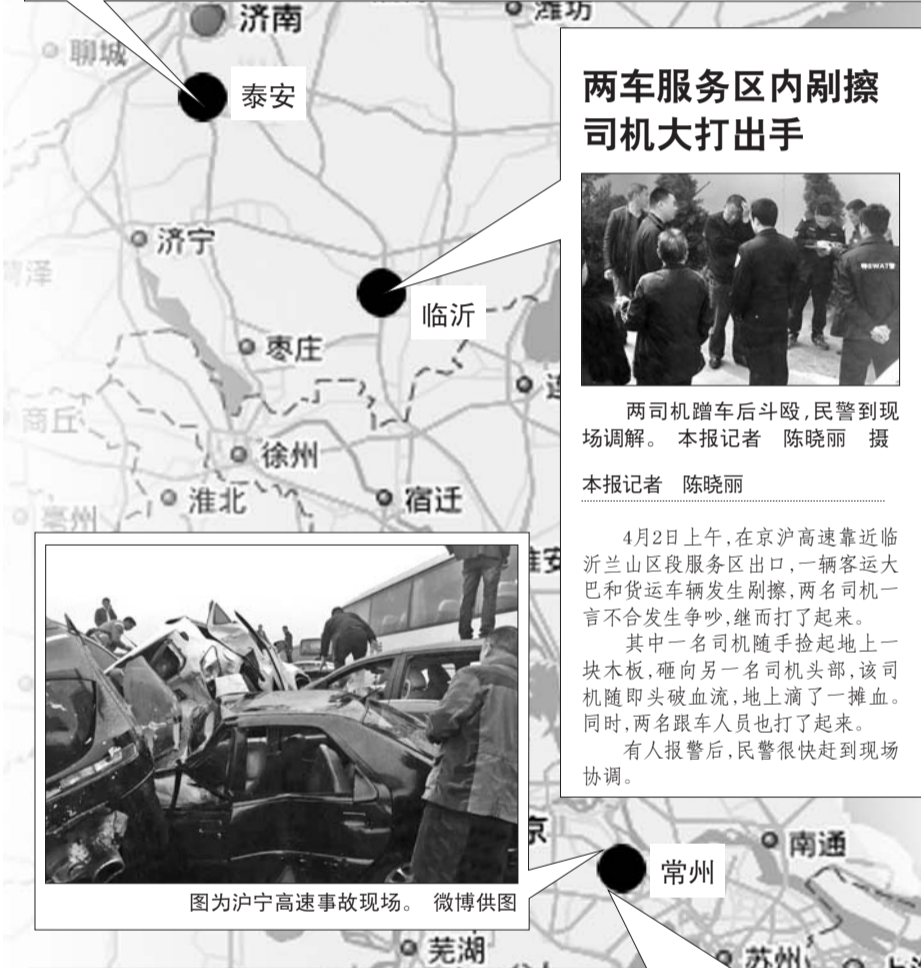 济南
潍坊
聊城
泰安
济宁
临沂
枣庄
商丘
徐州
淮北
宿迁
亳州
两车服务区内剐擦
司机大打出手
特SWAT警
两司机蹭车后斗殴,民警到现
场调解。 本报记者 陈晓丽 摄
本报记者 陈晓丽
4月2日上午,在京沪高速靠近临
沂兰山区段服务区出口,一辆客运大
巴和货运车辆发生剐擦,两名司机一
言不合发生争吵,继而打了起来。
其中一名司机随手捡起地上一
块木板,砸向另一名司机头部,该司
机随即头破血流,地上滴了一摊血。
同时,两名跟车人员也打了起来。
有人报警后,民警很快赶到现场
协调。
图为沪宁高速事故现场。 微博供图
南通
常州
芜湖
苏州